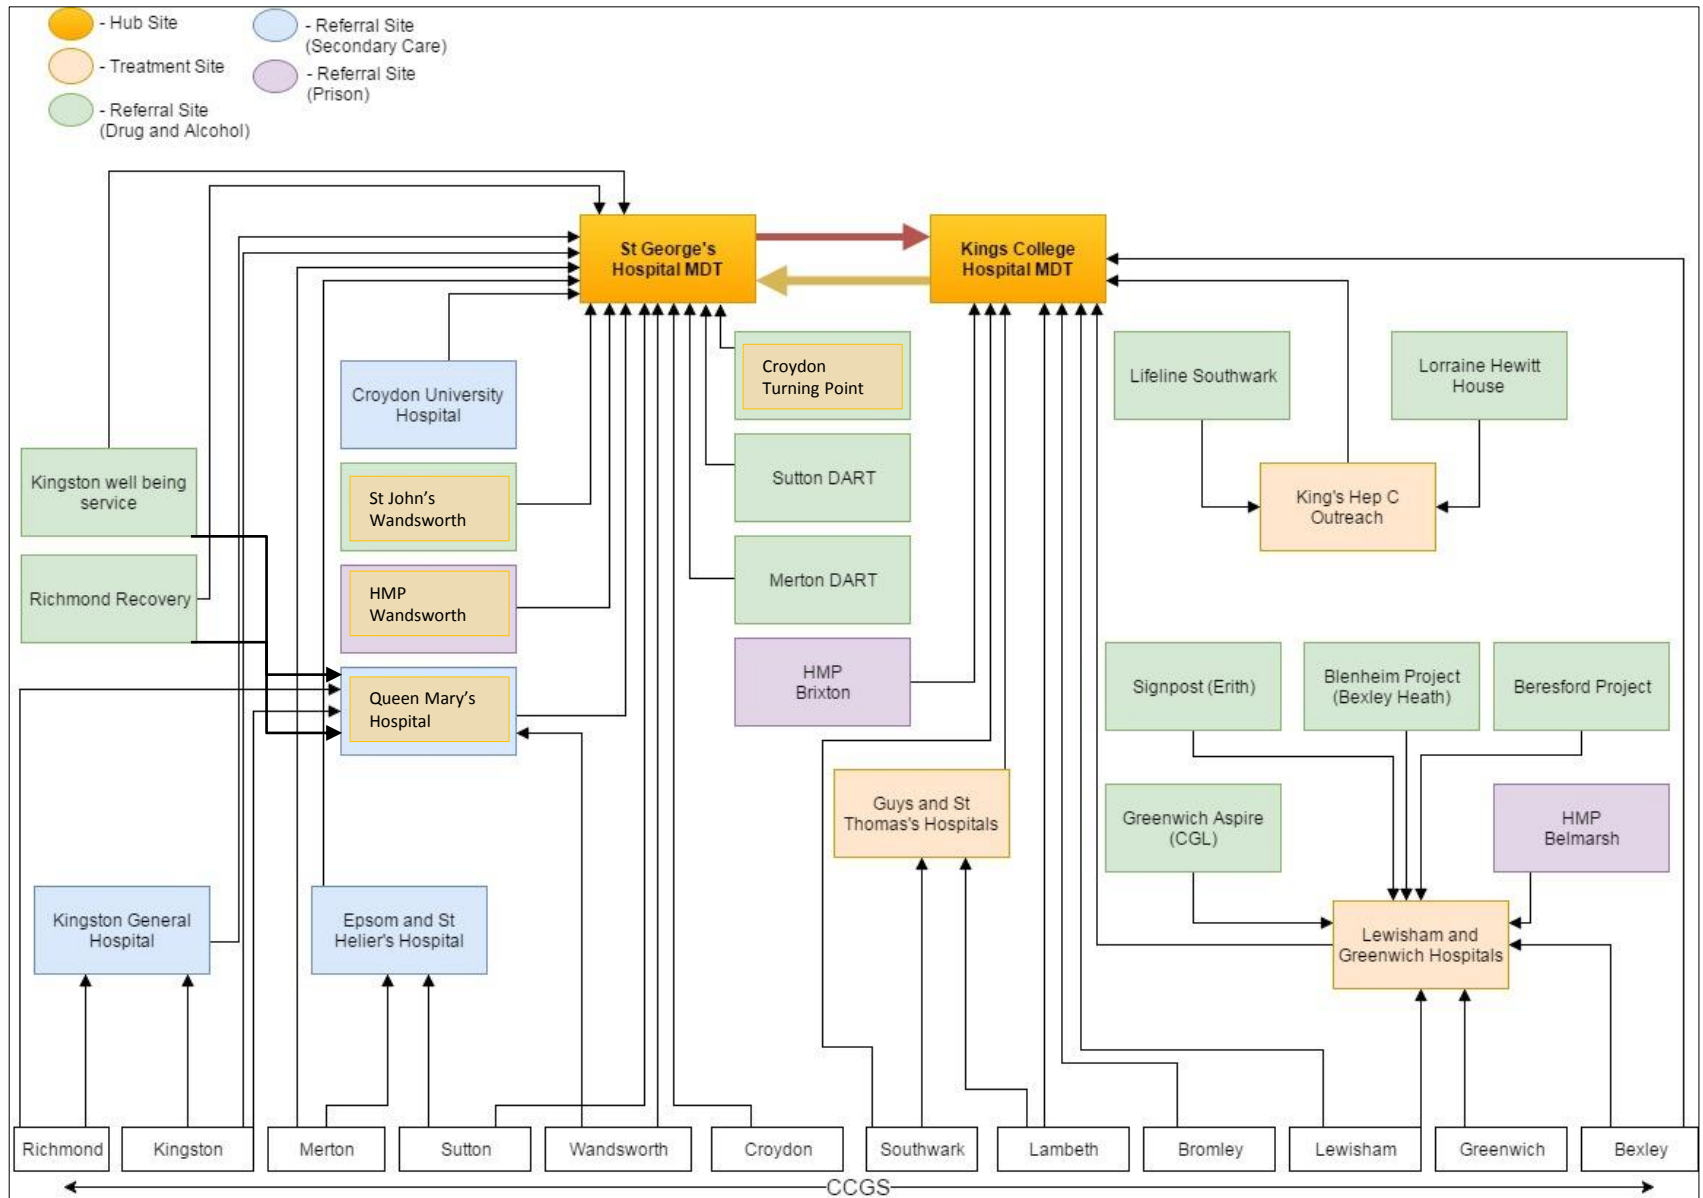 - Hub Site
- Treatment Site
- Referral Site
(Drug and Alcohol)
- Referral Site
(Secondary Care)
- Referral Site
(Prison)
St George's
Hospital MDT
Kings College
Hospital MDT
Croydon University
Hospital
Croydon
Turning Point
Lifeline Southwark
Lorraine Hewitt
House
Kingston well being
service
St John’s
Wandsworth
Sutton DART
King's Hep C
Outreach
Richmond Recovery
HMP
Wandsworth
Merton DART
Queen Mary’s
Hospital
HMP
Brixton
Signpost (Erith)
Blenheim Project
(Bexley Heath)
Beresford Project
Guys and St
Thomas's Hospitals
Greenwich Aspire
(CGL)
HMP
Belmarsh
Kingston General
Hospital
Epsom and St
Helier's Hospital
Lewisham and
Greenwich Hospitals
Richmond
Kingston
Merton
Sutton
Wandsworth
Croydon
Southwark
Lambeth
Bromley
Lewisham
Greenwich
Bexley
CCGS